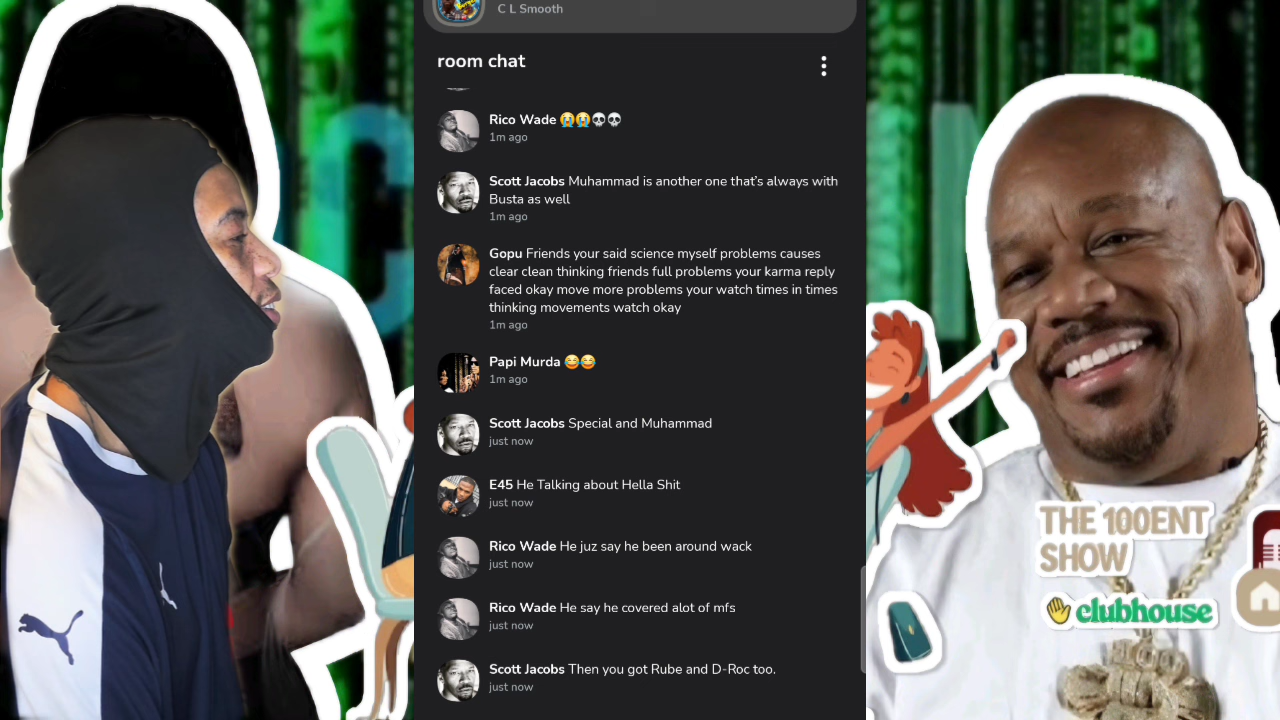 C L Smooth
room chat
Rico Wade 😭😭💀💀
1m ago
Scott Jacobs Muhammad is another one that's always with
Busta as well
1m ago
Gopu Friends your said science myself problems causes
clear clean thinking friends full problems your karma reply
faced okay move more problems your watch times in times
thinking movements watch okay
1m ago
Papi Murda 😂😂
1m ago
Scott Jacobs Special and Muhammad
just now
E45 He Talking about Hella Shit
just now
Rico Wade He juz say he been around wack
just now
Rico Wade He say he covered alot of mfs
just now
Scott Jacobs Then you got Rube and D-Roc too.
just now
THE 100ENT
SHOW
👋 clubhouse